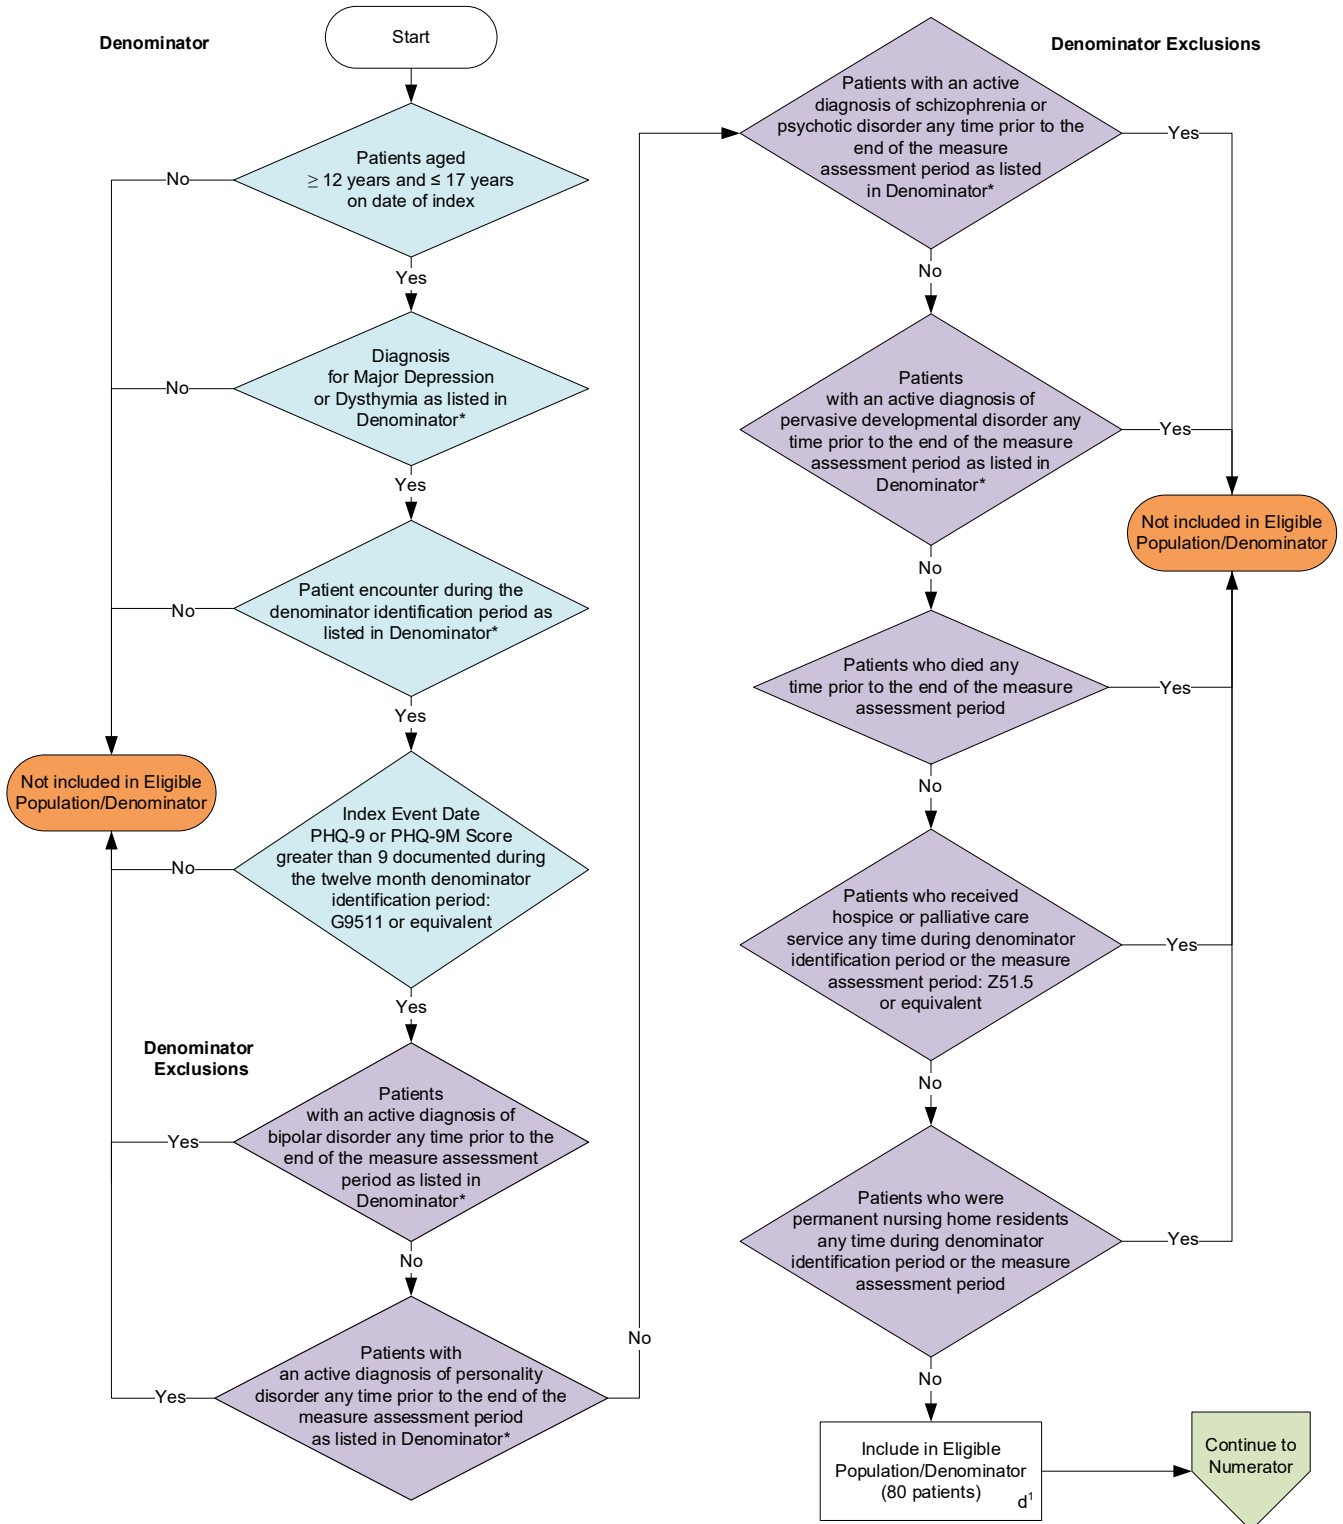 Denominator
Start
Patients aged
≥ 12 years and ≤ 17 years
on date of index
No
Yes
Diagnosis
for Major Depression
or Dysthymia as listed in
Denominator*
No
Yes
Patient encounter during the
denominator identification period as
listed in Denominator*
No
Yes
Not included in Eligible
Population/Denominator
Index Event Date
PHQ-9 or PHQ-9M Score
greater than 9 documented during
the twelve month denominator
identification period:
G9511 or equivalent
No
Yes
Denominator
Exclusions
Patients
with an active diagnosis of
bipolar disorder any time prior to the
end of the measure assessment
period as listed in
Denominator*
Yes
No
Patients with
an active diagnosis of personality
disorder any time prior to the end of the
measure assessment period
as listed in Denominator*
Yes
No
Denominator Exclusions
Patients with an active
diagnosis of schizophrenia or
psychotic disorder any time prior to the
end of the measure
assessment period as listed
in Denominator*
Yes
No
Patients
with an active diagnosis of
pervasive developmental disorder any
time prior to the end of the measure
assessment period as listed in
Denominator*
Yes
Not included in Eligible
Population/Denominator
No
Patients who died any
time prior to the end of the measure
assessment period
Yes
No
Patients who received
hospice or palliative care
service any time during denominator
identification period or the measure
assessment period: Z51.5
or equivalent
Yes
No
Patients who were
permanent nursing home residents
any time during denominator
identification period or the measure
assessment period
Yes
No
Include in Eligible
Population/Denominator
(80 patients)
d¹
Continue to
Numerator